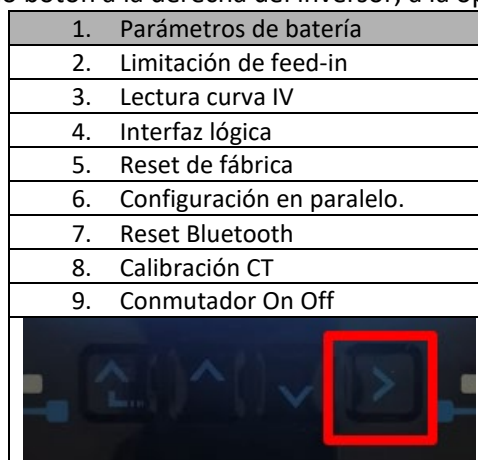 botón a la derecha del inversor, a la op
1. Parámetros de batería
2. Limitación de feed-in
3. Lectura curva IV
4. Interfaz lógica
5. Reset de fábrica
6. Configuración en paralelo.
7. Reset Bluetooth
8. Calibración CT
9. Conmutador On Off